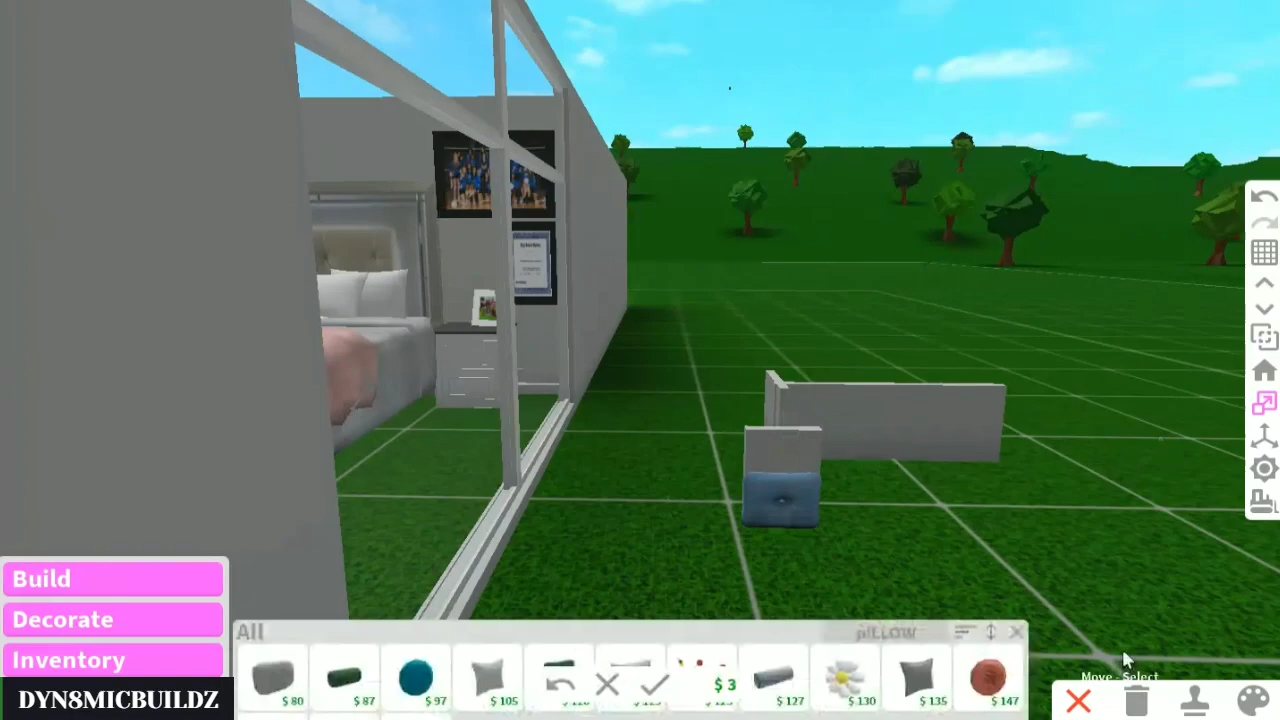 Build
Decorate
Inventory
DYN8MICBUILDZ
All
pILLOW
$ 80
$ 87
$ 97
$ 105
$ 3
$ 127
$ 130
$ 135
$ 147
Move - Select